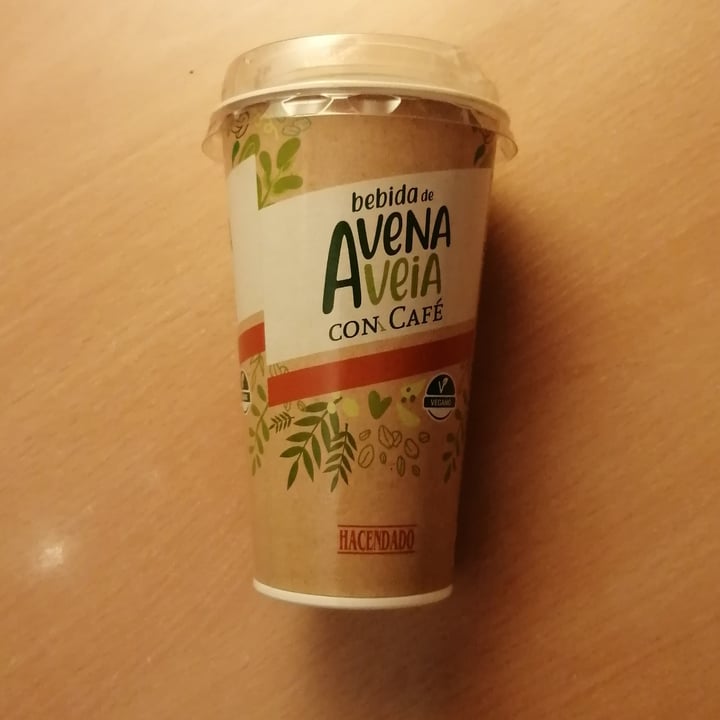 bebida de
AVENA
AVEIA
CON CAFÉ
V
VEGANO
HACENDADO